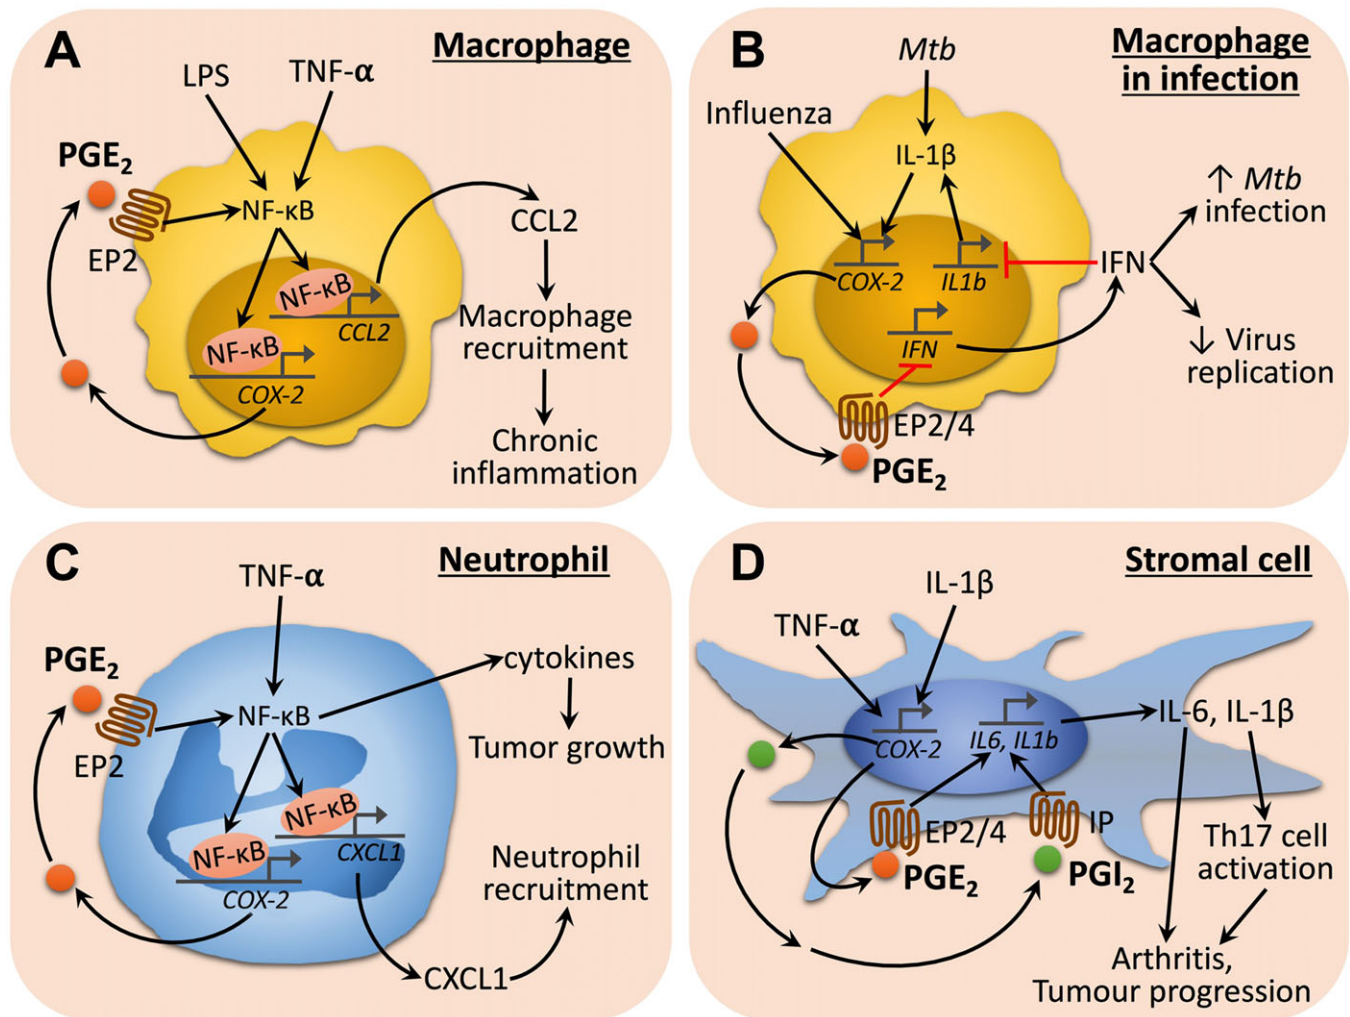 A
Macrophage
LPS
TNF-α
PGE2
EP2
NF-κB
NF-κB
CCL2
NF-κB
COX-2
CCL2
Macrophage
recruitment
Chronic
inflammation
B
Macrophage
in infection
Mtb
Influenza
IL-1β
COX-2
IL1b
IFN
IFN
↑ Mtb
infection
↓ Virus
replication
EP2/4
PGE2
C
Neutrophil
TNF-α
PGE2
EP2
NF-κB
cytokines
Tumor growth
NF-κB
CXCL1
NF-κB
COX-2
Neutrophil
recruitment
CXCL1
D
Stromal cell
IL-1β
TNF-α
COX-2
IL6, IL1b
IL-6, IL-1β
EP2/4
PGE2
IP
PGI2
Th17 cell
activation
Arthritis,
Tumour progression